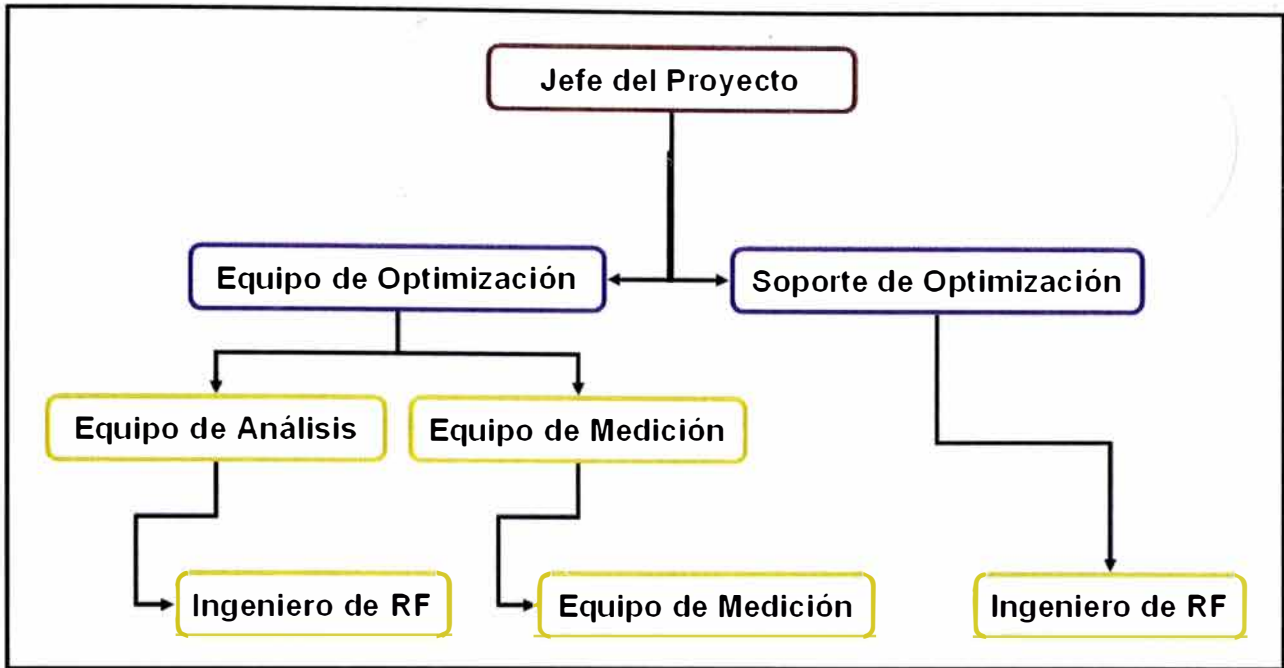 Jefe del Proyecto
Equipo de Optimización
Soporte de Optimización
Equipo de Análisis
Equipo de Medición
Ingeniero de RF
Equipo de Medición
Ingeniero de RF